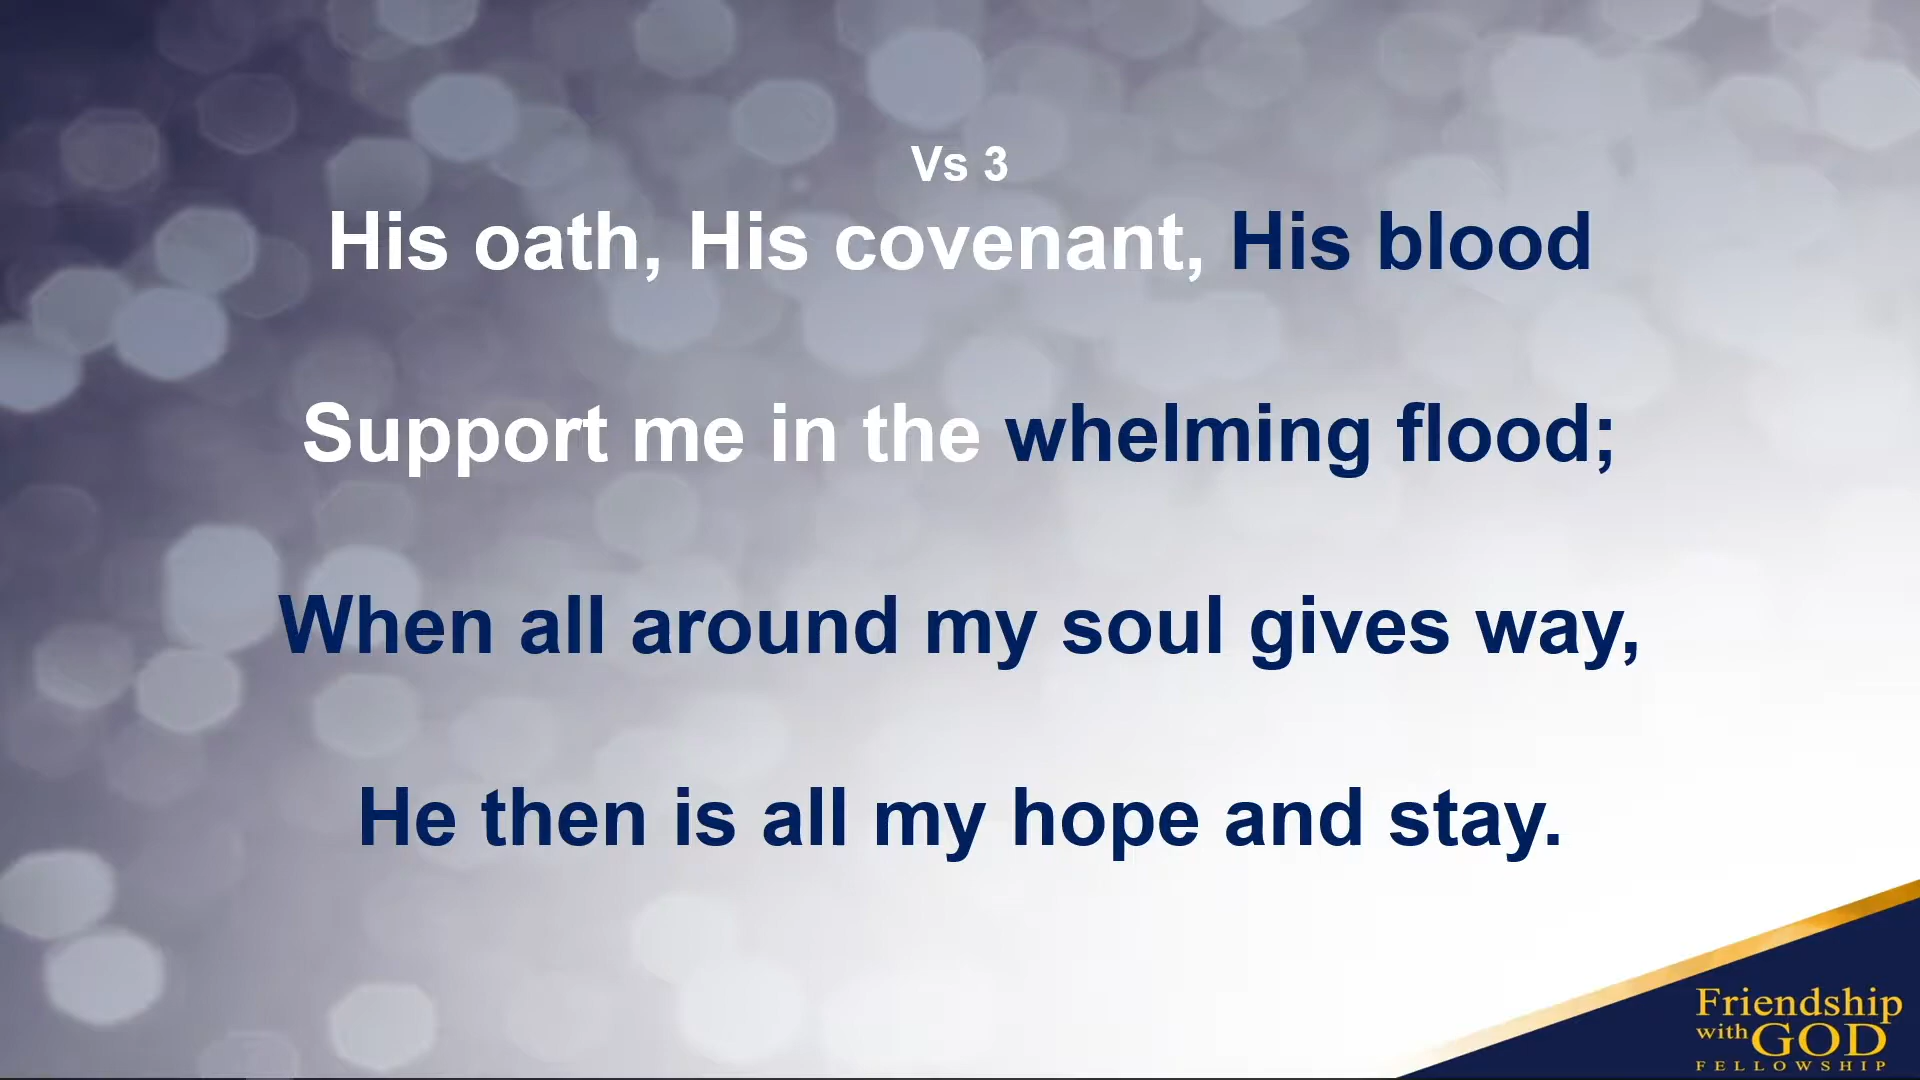 Vs 3
His oath, His covenant, His blood
Support me in the whelming flood;
When all around my soul gives way,
He then is all my hope and stay.
Friendship
with GOD
FELLOWSHIP